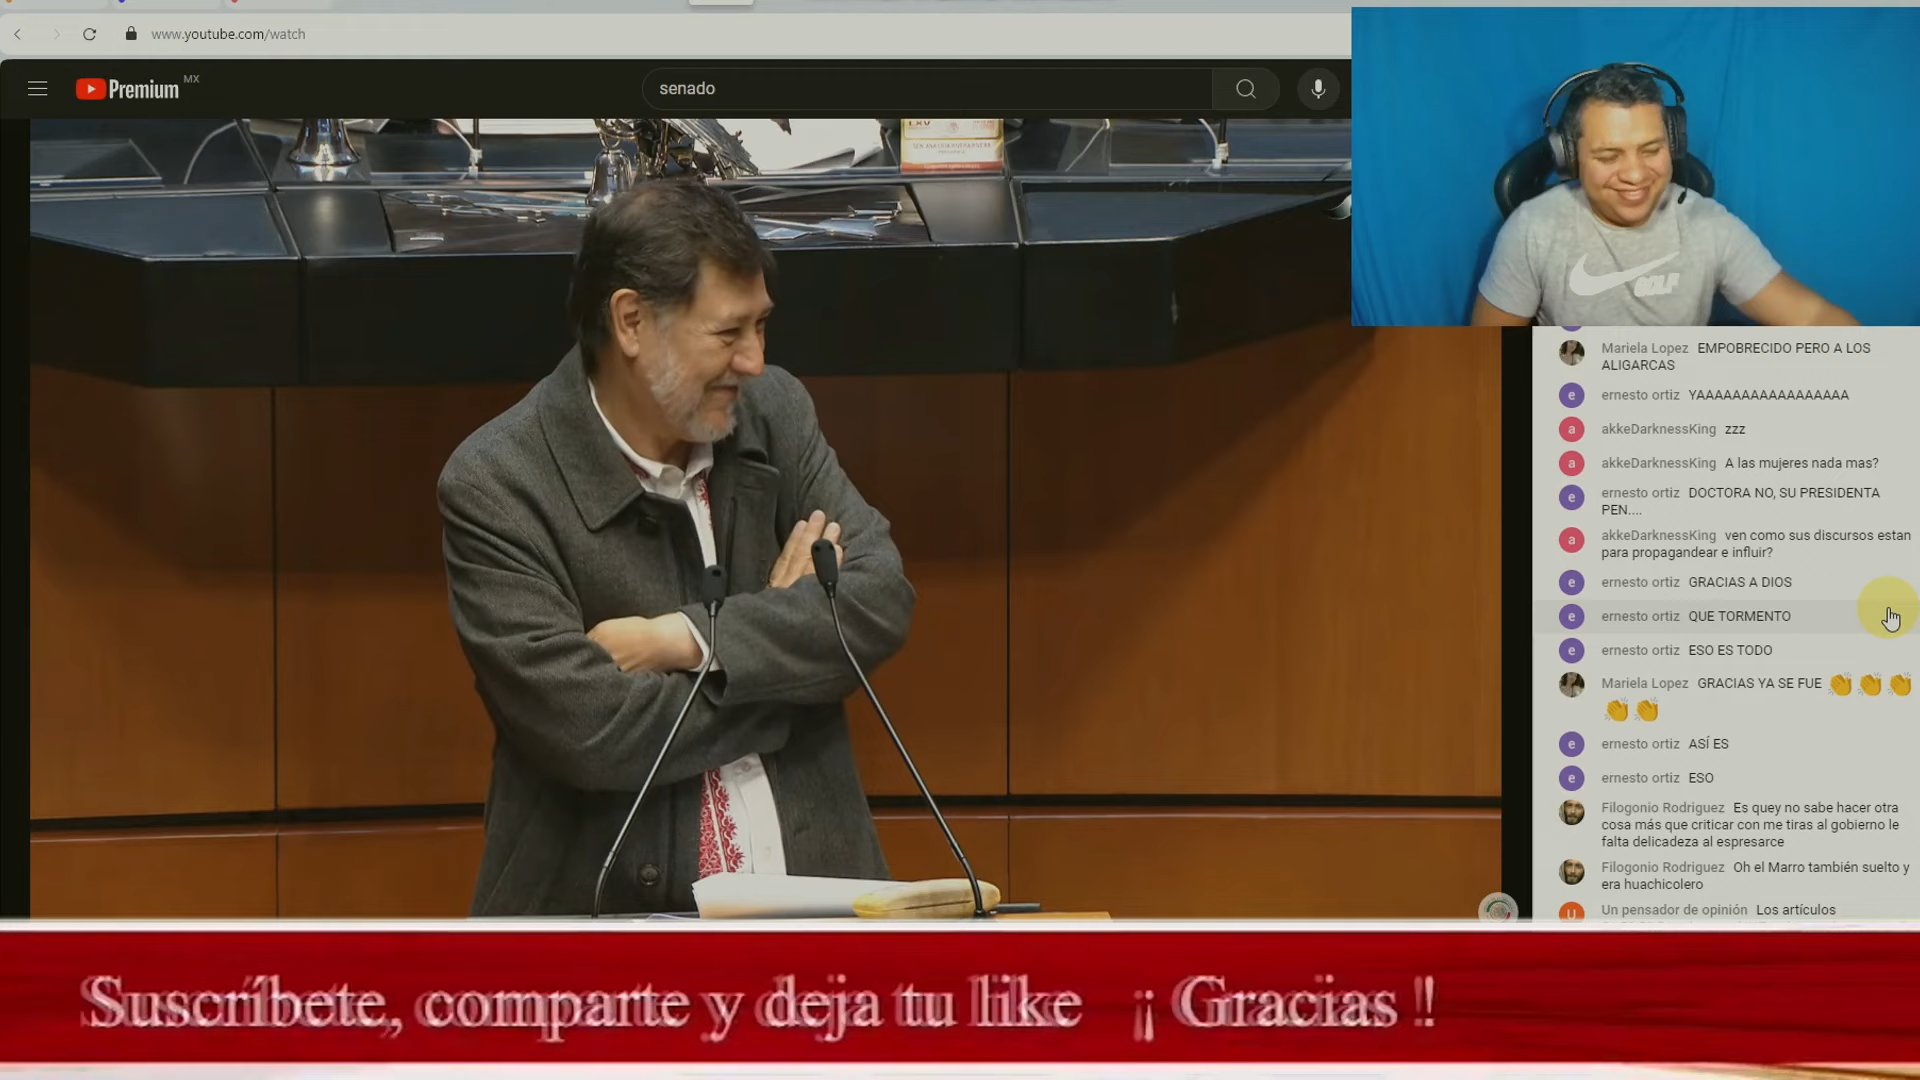 www.youtube.com/watch
Premium MX
senado
LXV
GOLF
Mariela Lopez EMPOBRECIDO PERO A LOS
ALIGARCAS
e ernesto ortiz YAAAAAAAAAAAAAAAAA
a akkeDarknessKing zzz
a akkeDarknessKing A las mujeres nada mas?
e ernesto ortiz DOCTORA NO, SU PRESIDENTA
PEN....
a akkeDarknessKing ven como sus discursos estan
para propagandear e influir?
e ernesto ortiz GRACIAS A DIOS
e ernesto ortiz QUE TORMENTO
e ernesto ortiz ESO ES TODO
Mariela Lopez GRACIAS YA SE FUE 👏👏👏
👏👏
e ernesto ortiz ASÍ ES
e ernesto ortiz ESO
Filogonio Rodriguez Es quey no sabe hacer otra
cosa más que criticar con me tiras al gobierno le
falta delicadeza al espresarce
Filogonio Rodriguez Oh el Marro también suelto y
era huachicolero
U Un pensador de opinión Los artículos
Suscríbete, comparte y deja tu like ¡¡ Gracias !!